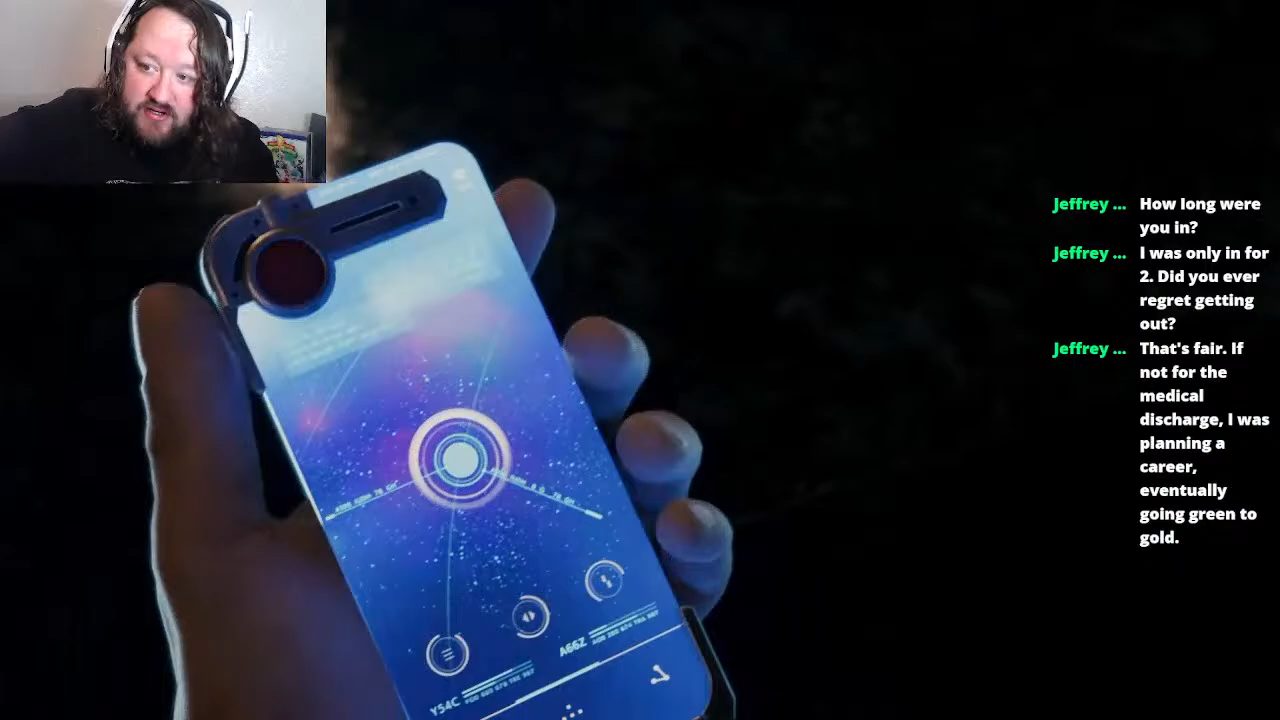 Jeffrey ... How long were
you in?
Jeffrey ... I was only in for
2. Did you ever
regret getting
out?
Jeffrey ... That's fair. If
not for the
medical
discharge, I was
planning a
career,
eventually
going green to
gold.
A66Z
Y54C